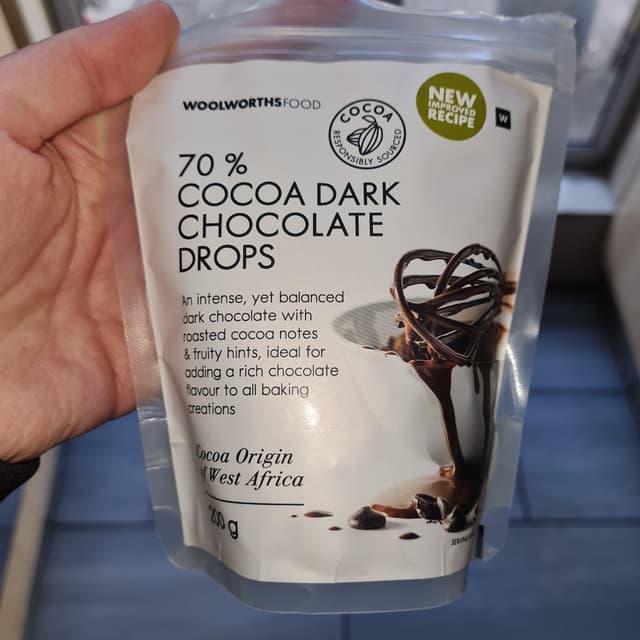 WOOLWORTHSFOOD
COCOA
RESPONSIBLY SOURCED
NEW
IMPROVED
RECIPE
W
70 %
COCOA DARK
CHOCOLATE
DROPS
An intense, yet balanced
dark chocolate with
roasted cocoa notes
& fruity hints, ideal for
adding a rich chocolate
flavour to all baking
creations
Cocoa Origin
of West Africa
200 g